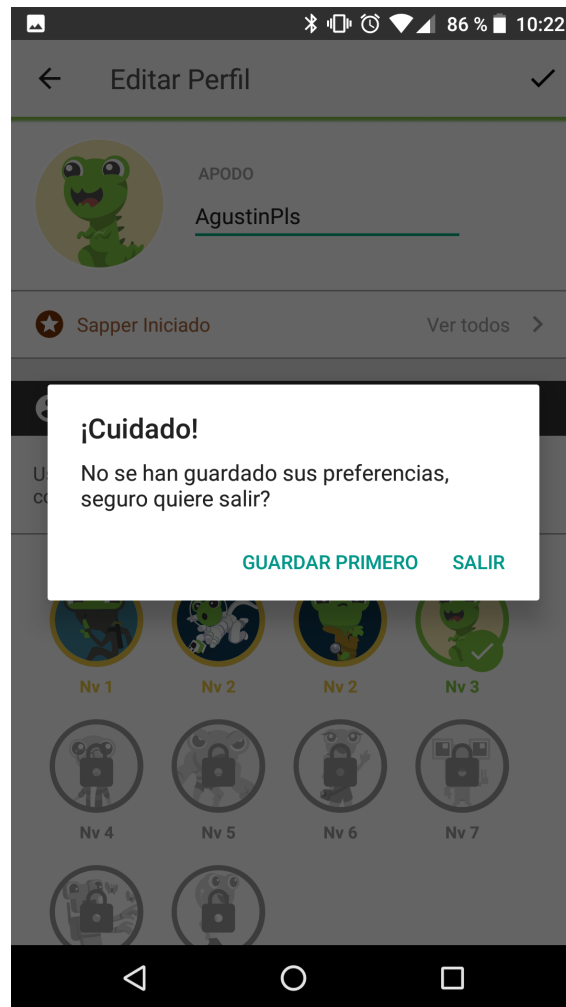 86 % 10:22
Editar Perfil
APODO
AgustinPls
Sapper Iniciado
Ver todos
¡Cuidado!
No se han guardado sus preferencias,
seguro quiere salir?
GUARDAR PRIMERO SALIR
Nv 1 Nv 2 Nv 2 Nv 3
Nv 4 Nv 5 Nv 6 Nv 7